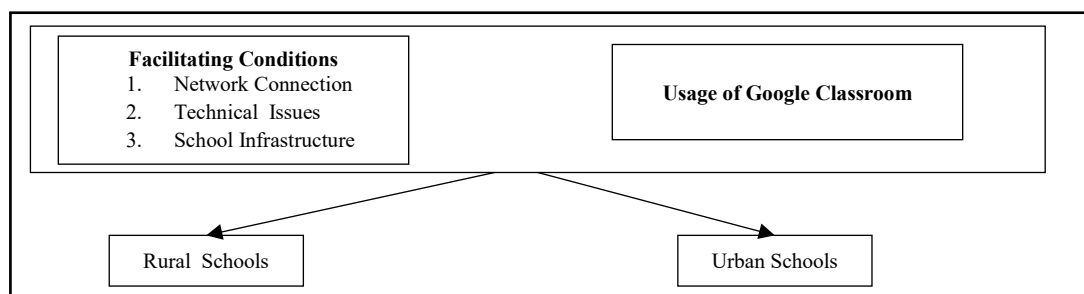 Facilitating Conditions
1. Network Connection
2. Technical Issues
3. School Infrastructure
Usage of Google Classroom
Rural Schools
Urban Schools